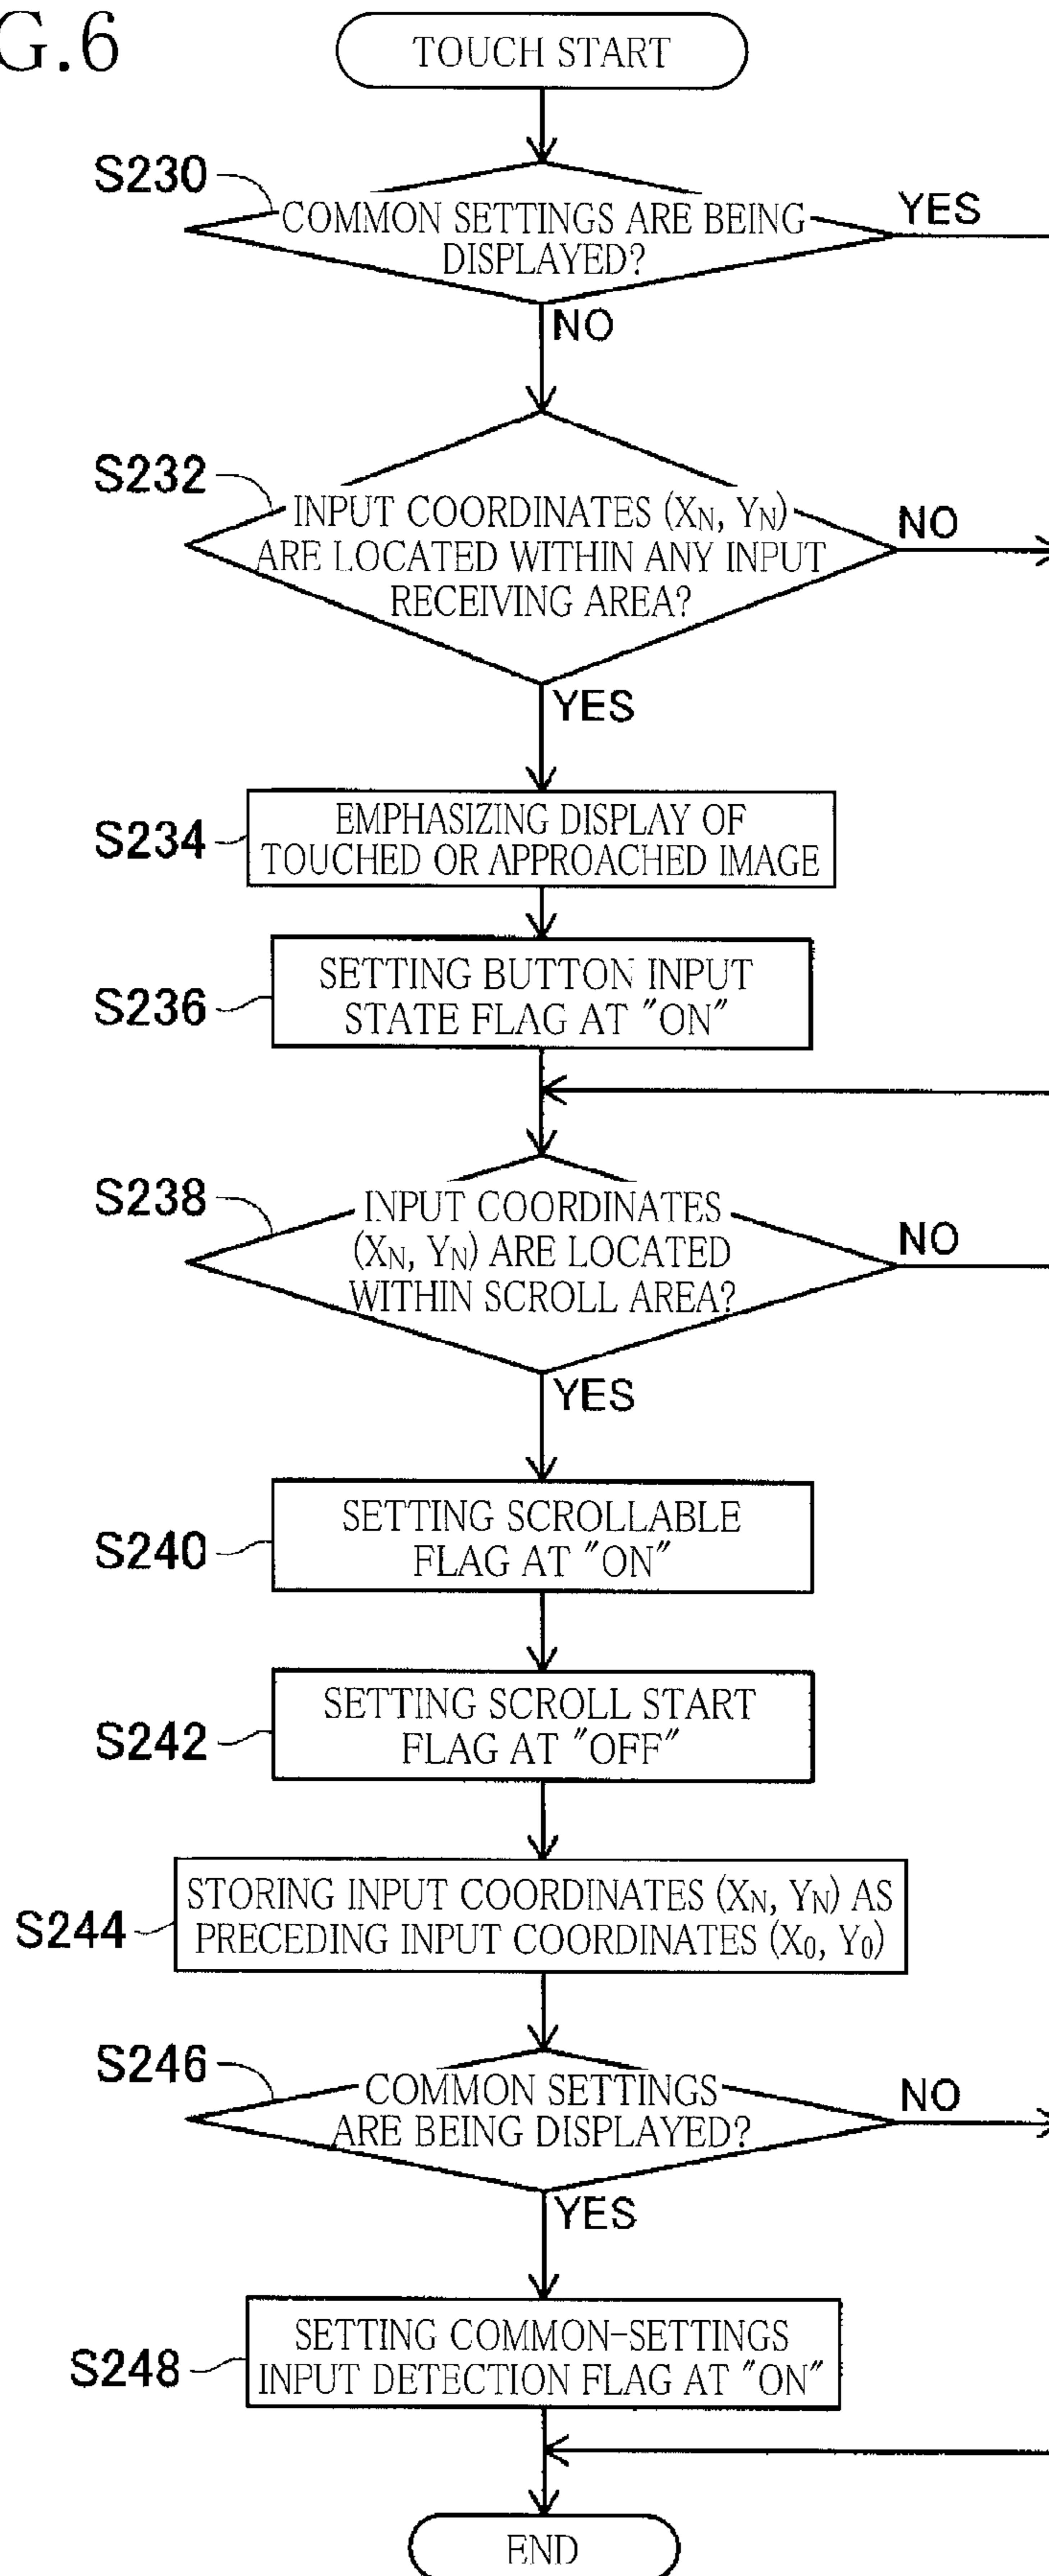 G.6
TOUCH START
S230
COMMON SETTINGS ARE BEING
DISPLAYED?
YES
NO
S232
INPUT COORDINATES (XN, YN)
ARE LOCATED WITHIN ANY INPUT
RECEIVING AREA?
NO
YES
S234
EMPHASIZING DISPLAY OF
TOUCHED OR APPROACHED IMAGE
S236
SETTING BUTTON INPUT
STATE FLAG AT "ON"
S238
INPUT COORDINATES
(XN, YN) ARE LOCATED
WITHIN SCROLL AREA?
NO
YES
S240
SETTING SCROLLABLE
FLAG AT "ON"
S242
SETTING SCROLL START
FLAG AT "OFF"
S244
STORING INPUT COORDINATES (XN, YN) AS
PRECEDING INPUT COORDINATES (X0, Y0)
S246
COMMON SETTINGS
ARE BEING DISPLAYED?
NO
YES
S248
SETTING COMMON-SETTINGS
INPUT DETECTION FLAG AT "ON"
END